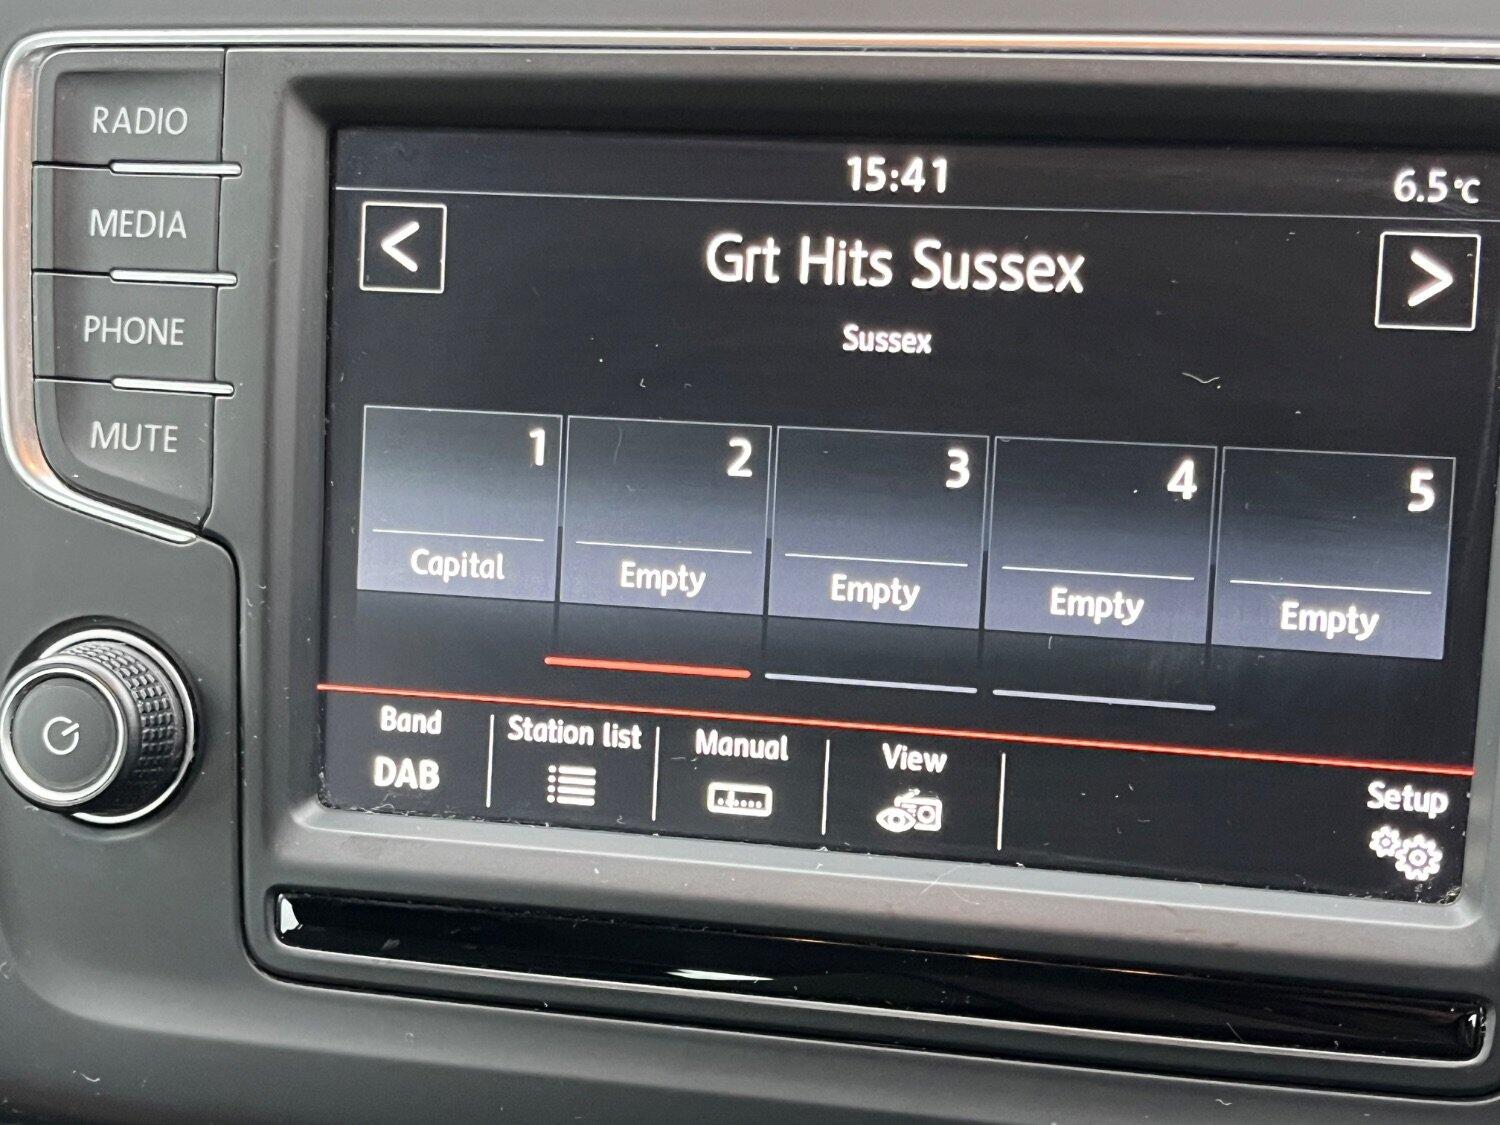 RADIO
MEDIA
PHONE
MUTE
15:41
6.5°C
<
Grt Hits Sussex
>
Sussex
1
2
3
4
5
Capital
Empty
Empty
Empty
Empty
Band
Station list
Manual
View
Setup
DAB